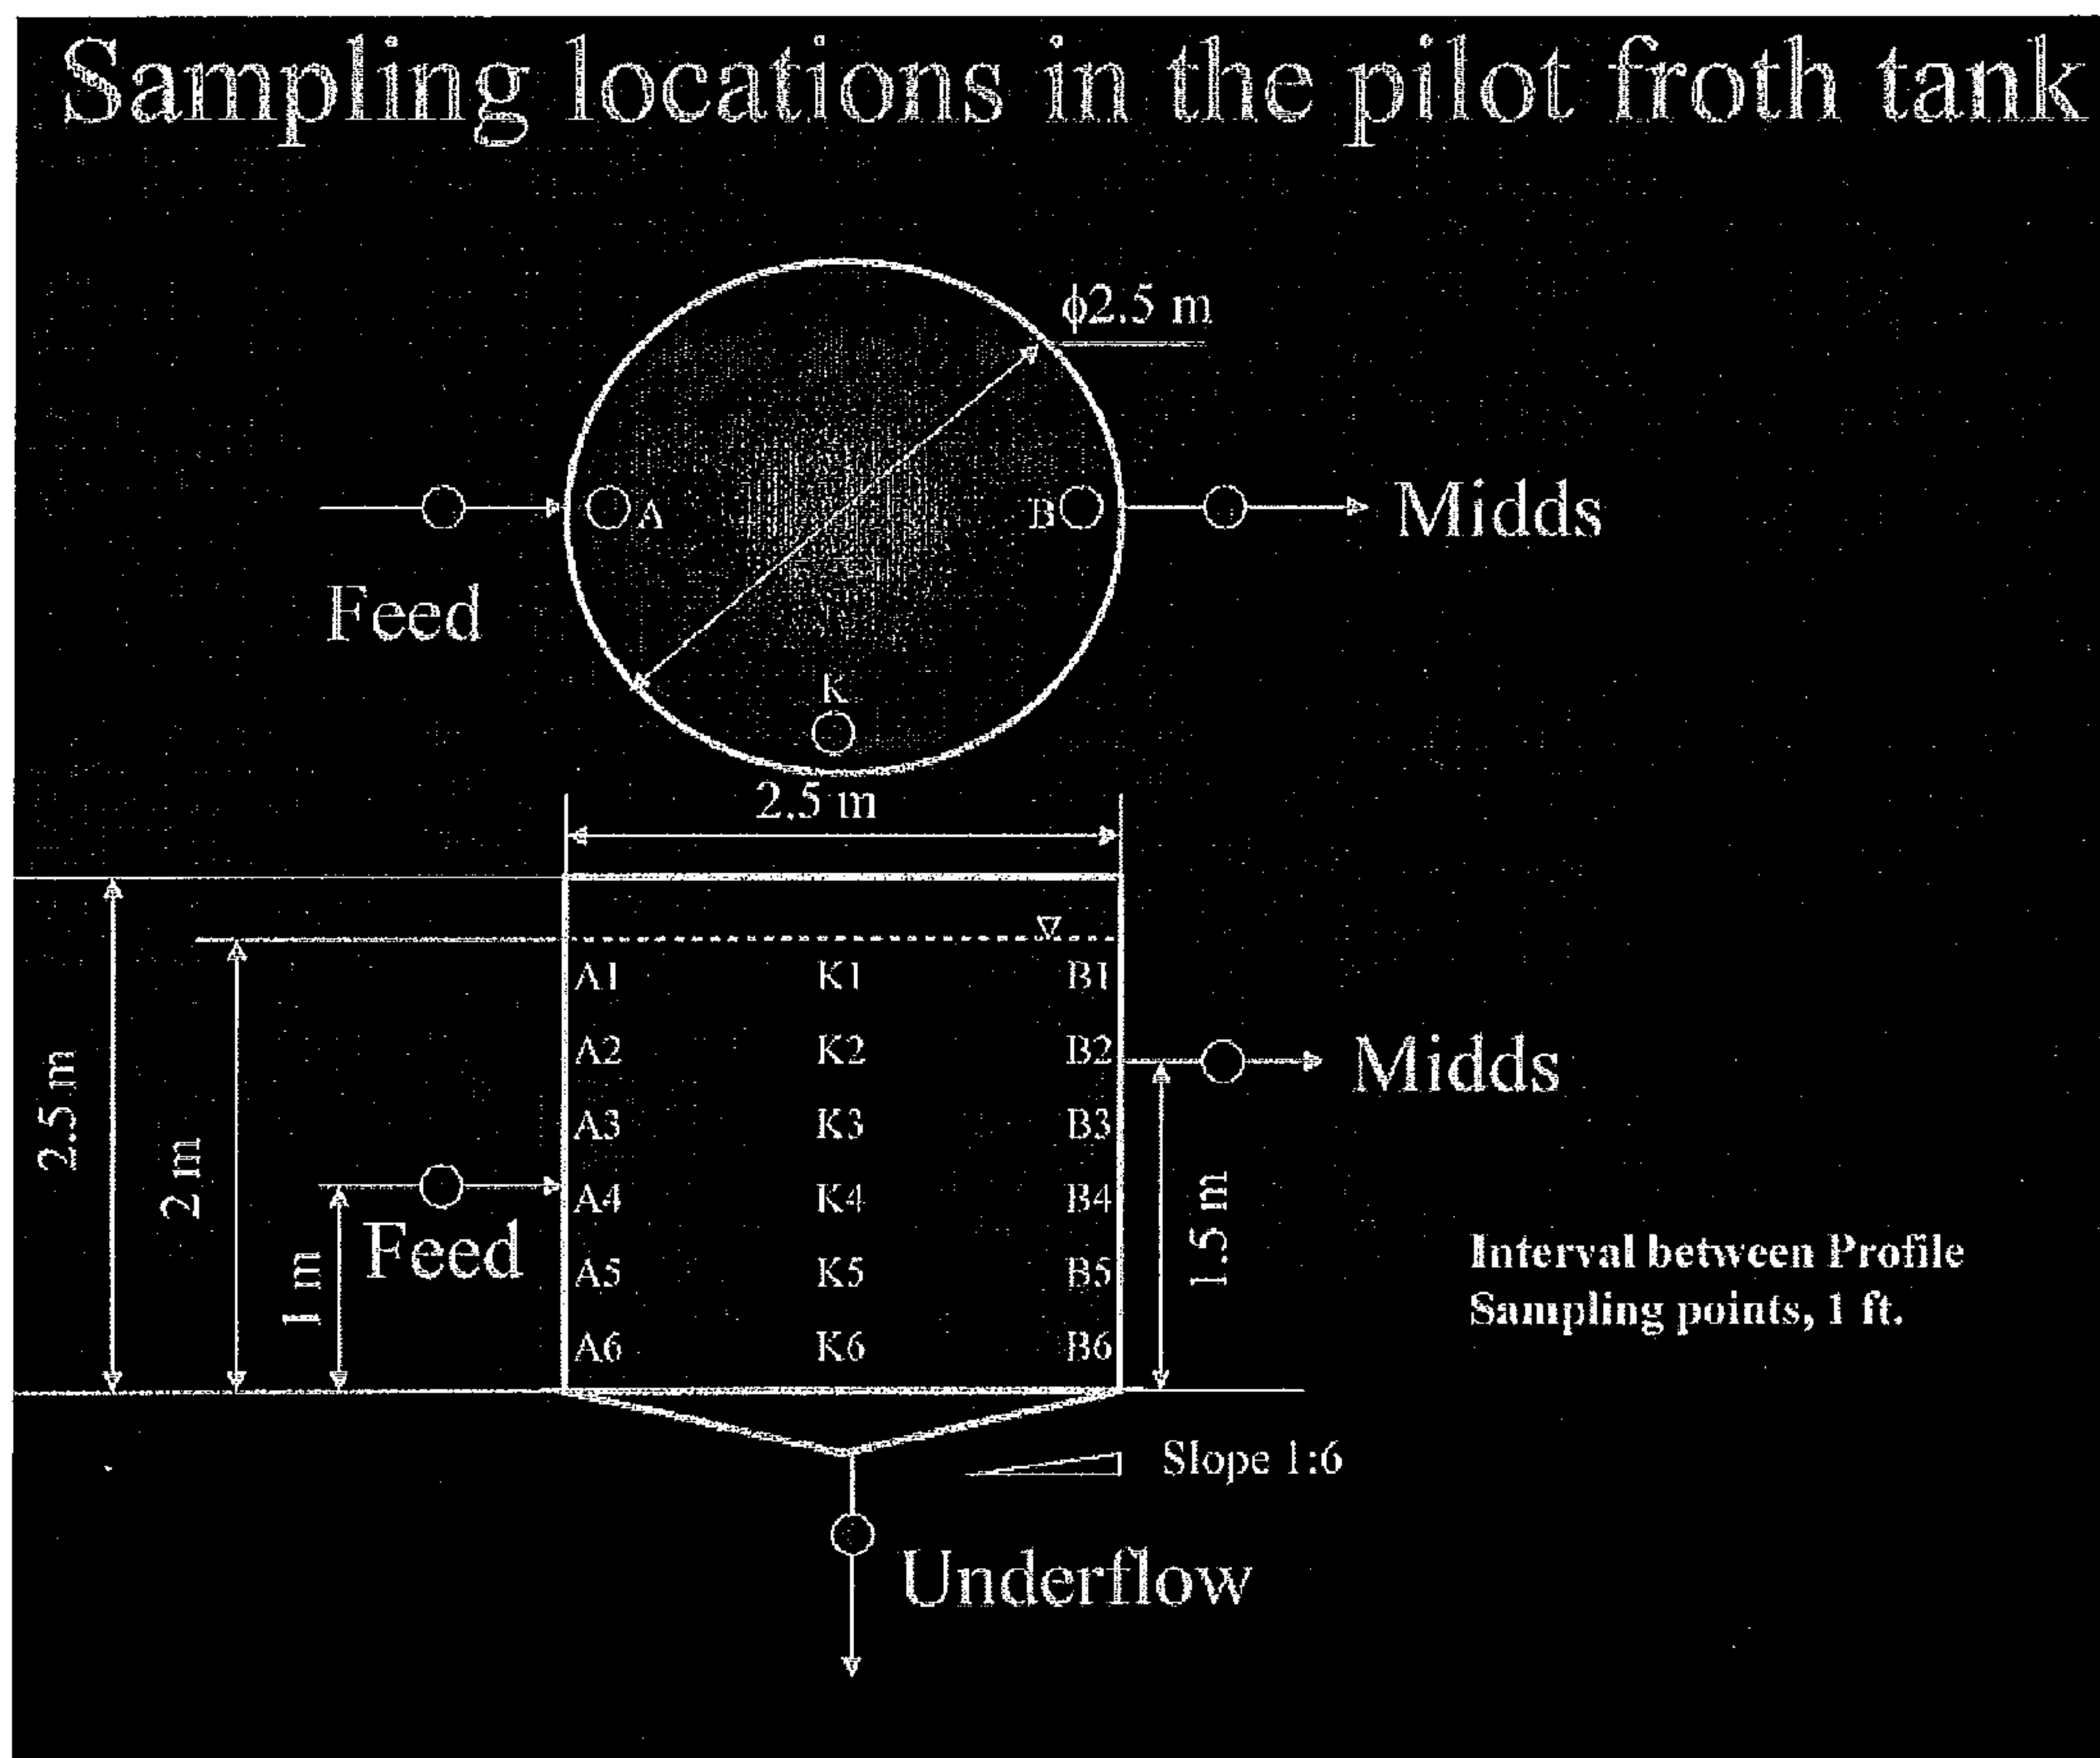 Sampling locations in the pilot froth tank
ϕ2.5 m
A
B
Midds
Feed
K
2.5 m
A1 K1 B1
A2 K2 B2
Midds
2.5 m
A3 K3 B3
2 m
A4 K4 B4
1.5 m
Feed
1 m
A5 K5 B5
Interval between Profile
Sampling points, 1 ft.
A6 K6 B6
Slope 1:6
Underflow